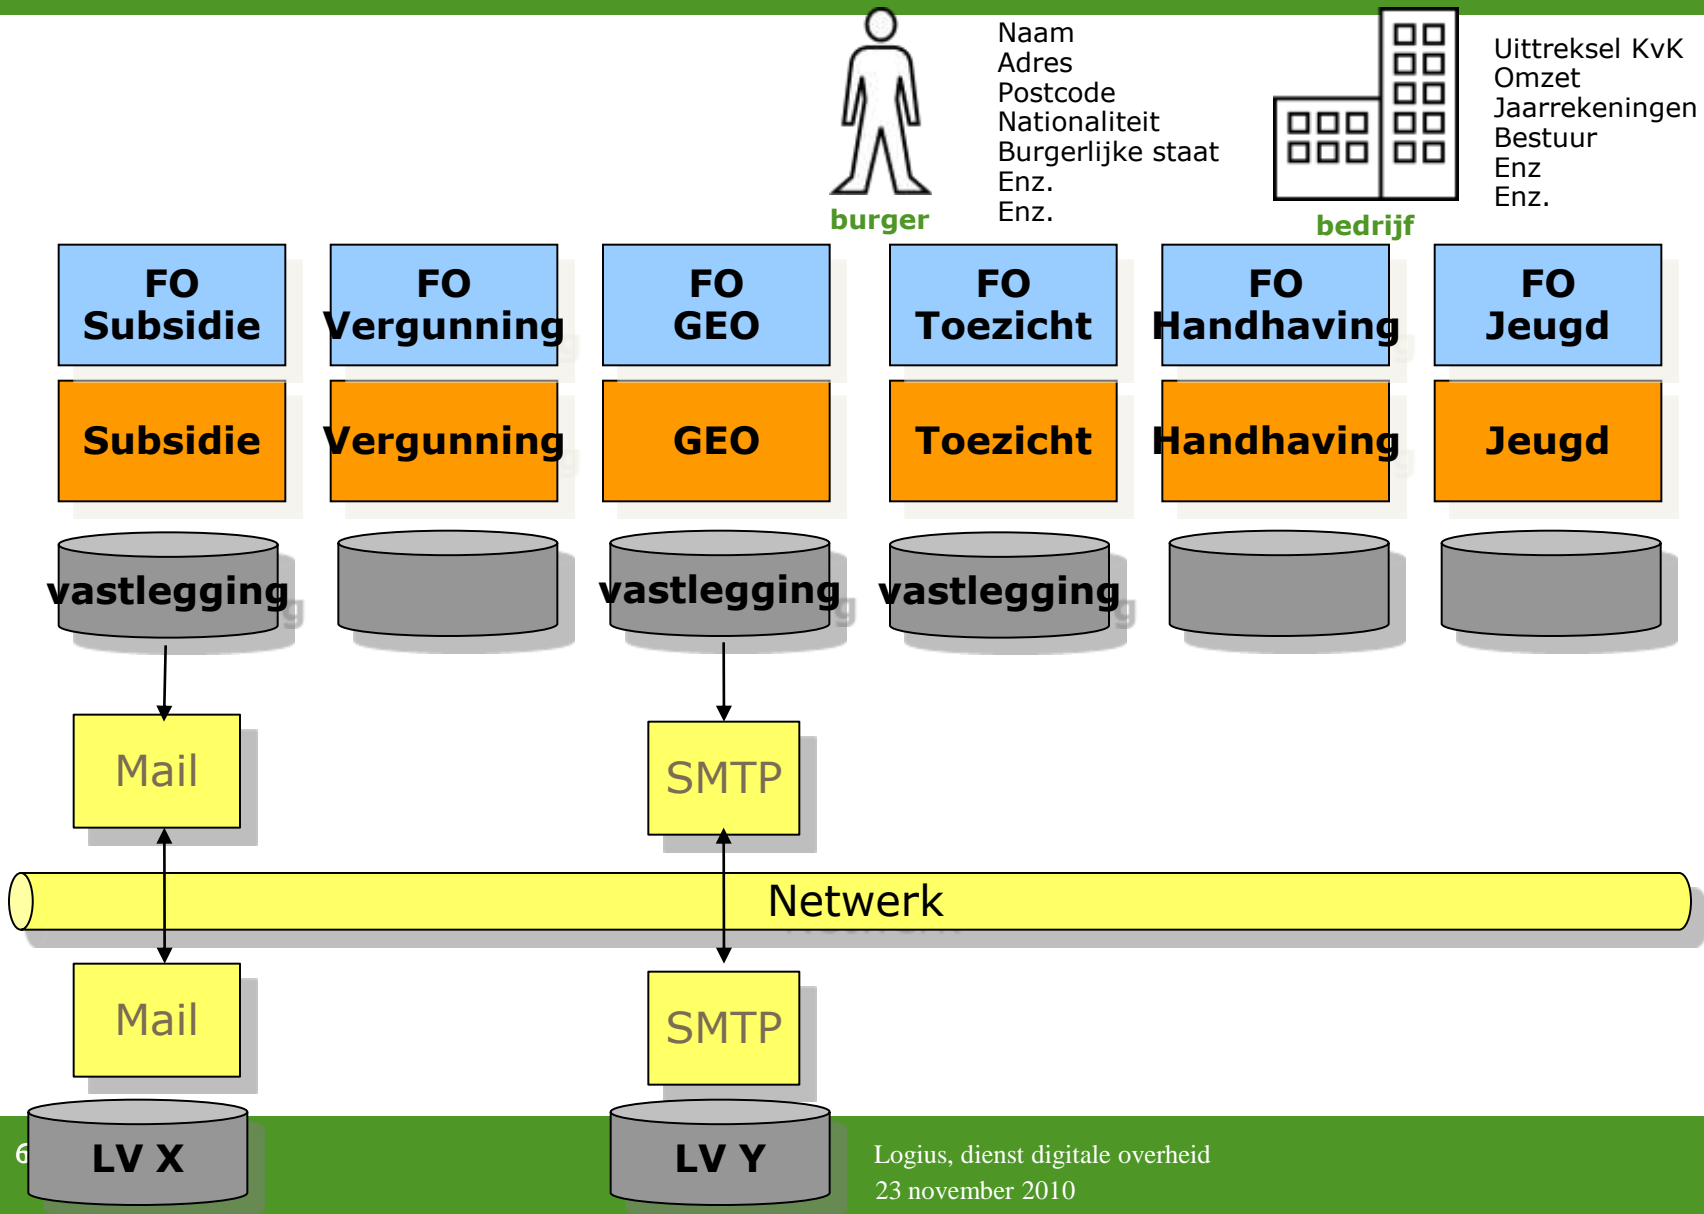 Naam
Adres
Postcode
Nationaliteit
Burgerlijke staat
Enz.
Enz.
burger
Uittreksel KvK
Omzet
Jaarrekeningen
Bestuur
Enz
Enz.
bedrijf
FO
Subsidie
FO
Vergunning
FO
GEO
FO
Toezicht
FO
Handhaving
FO
Jeugd
Subsidie
Vergunning
GEO
Toezicht
Handhaving
Jeugd
vastlegging
vastlegging
vastlegging
Mail
SMTP
Netwerk
Mail
SMTP
6
LV X
LV Y
Logius, dienst digitale overheid
23 november 2010